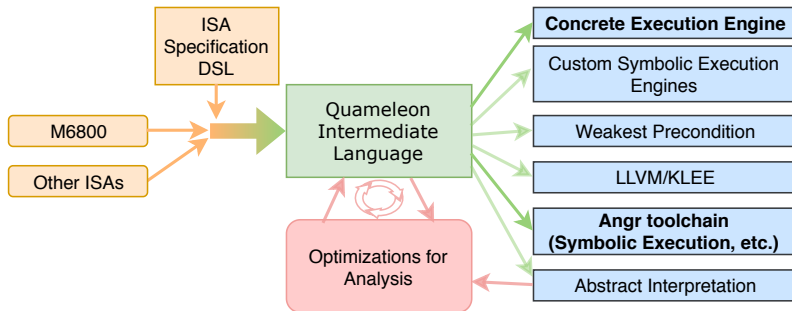 ISA
Specification
DSL
M6800
Other ISAs
Quameleon
Intermediate
Language
Optimizations for
Analysis
Concrete Execution Engine
Custom Symbolic Execution
Engines
Weakest Precondition
LLVM/KLEE
Angr toolchain
(Symbolic Execution, etc.)
Abstract Interpretation